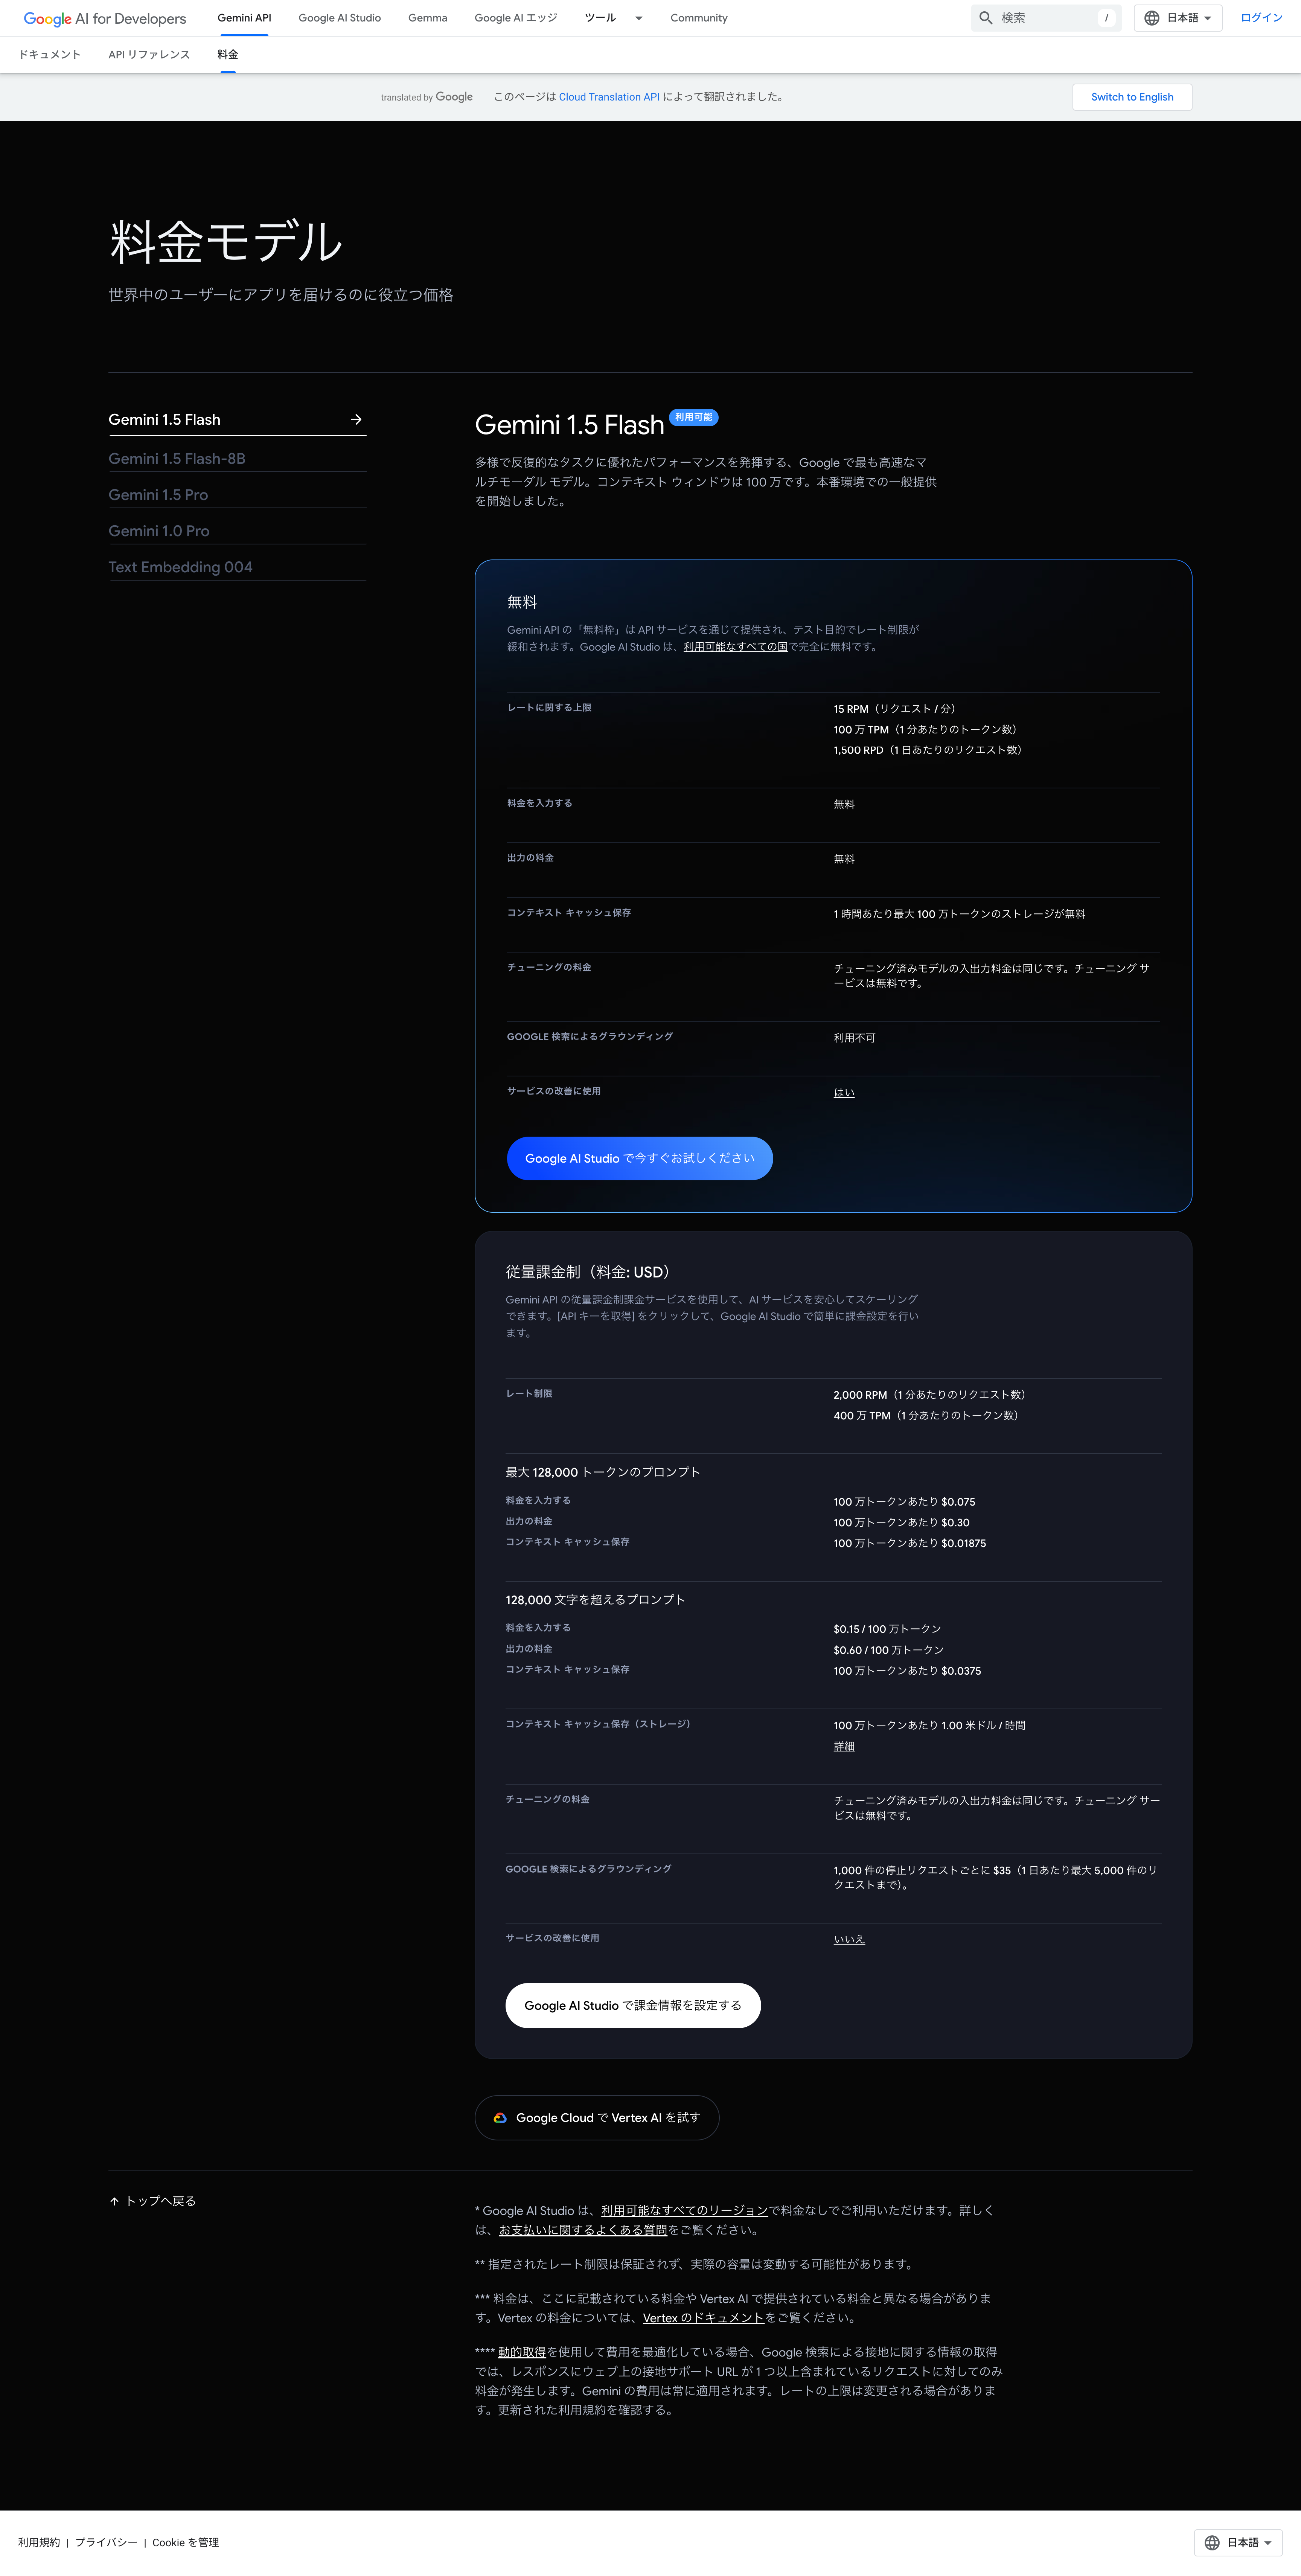 Google AI for Developers
Gemini API
Google AI Studio
Gemma
Google AI エッジ
ツール
Community
検索
/
日本語
ログイン
ドキュメント
API リファレンス
料金
translated by Google
このページは Cloud Translation API によって翻訳されました。
Switch to English
料金モデル
世界中のユーザーにアプリを届けるのに役立つ価格
Gemini 1.5 Flash
Gemini 1.5 Flash-8B
Gemini 1.5 Pro
Gemini 1.0 Pro
Text Embedding 004
Gemini 1.5 Flash 利用可能
多様で反復的なタスクに優れたパフォーマンスを発揮する、Google で最も高速なマ
ルチモーダル モデル。コンテキスト ウィンドウは 100 万です。本番環境での一般提供
を開始しました。
無料
Gemini API の「無料枠」は API サービスを通じて提供され、テスト目的でレート制限が
緩和されます。Google AI Studio は、利用可能なすべての国で完全に無料です。
レートに関する上限
15 RPM（リクエスト / 分）
100 万 TPM（1 分あたりのトークン数）
1,500 RPD（1 日あたりのリクエスト数）
料金を入力する
無料
出力の料金
無料
コンテキスト キャッシュ保存
1 時間あたり最大 100 万トークンのストレージが無料
チューニングの料金
チューニング済みモデルの入出力料金は同じです。チューニング サ
ービスは無料です。
GOOGLE 検索によるグラウンディング
利用不可
サービスの改善に使用
はい
Google AI Studio で今すぐお試しください
従量課金制（料金: USD）
Gemini API の従量課金制課金サービスを使用して、AI サービスを安心してスケーリング
できます。[API キーを取得] をクリックして、Google AI Studio で簡単に課金設定を行い
ます。
レート制限
2,000 RPM（1 分あたりのリクエスト数）
400 万 TPM（1 分あたりのトークン数）
最大 128,000 トークンのプロンプト
料金を入力する
100 万トークンあたり $0.075
出力の料金
100 万トークンあたり $0.30
コンテキスト キャッシュ保存
100 万トークンあたり $0.01875
128,000 文字を超えるプロンプト
料金を入力する
$0.15 / 100 万トークン
出力の料金
$0.60 / 100 万トークン
コンテキスト キャッシュ保存
100 万トークンあたり $0.0375
コンテキスト キャッシュ保存（ストレージ）
100 万トークンあたり 1.00 米ドル / 時間
詳細
チューニングの料金
チューニング済みモデルの入出力料金は同じです。チューニング サー
ビスは無料です。
GOOGLE 検索によるグラウンディング
1,000 件の停止リクエストごとに $35（1 日あたり最大 5,000 件のリ
クエストまで）。
サービスの改善に使用
いいえ
Google AI Studio で課金情報を設定する
Google Cloud で Vertex AI を試す
トップへ戻る
* Google AI Studio は、利用可能なすべてのリージョンで料金なしでご利用いただけます。詳しく
は、お支払いに関するよくある質問をご覧ください。
** 指定されたレート制限は保証されず、実際の容量は変動する可能性があります。
*** 料金は、ここに記載されている料金や Vertex AI で提供されている料金と異なる場合がありま
す。Vertex の料金については、Vertex のドキュメントをご覧ください。
**** 動的取得を使用して費用を最適化している場合、Google 検索による接地に関する情報の取得
では、レスポンスにウェブ上の接地サポート URL が 1 つ以上含まれているリクエストに対してのみ
料金が発生します。Gemini の費用は常に適用されます。レートの上限は変更される場合がありま
す。更新された利用規約を確認する。
利用規約 | プライバシー | Cookie を管理
日本語